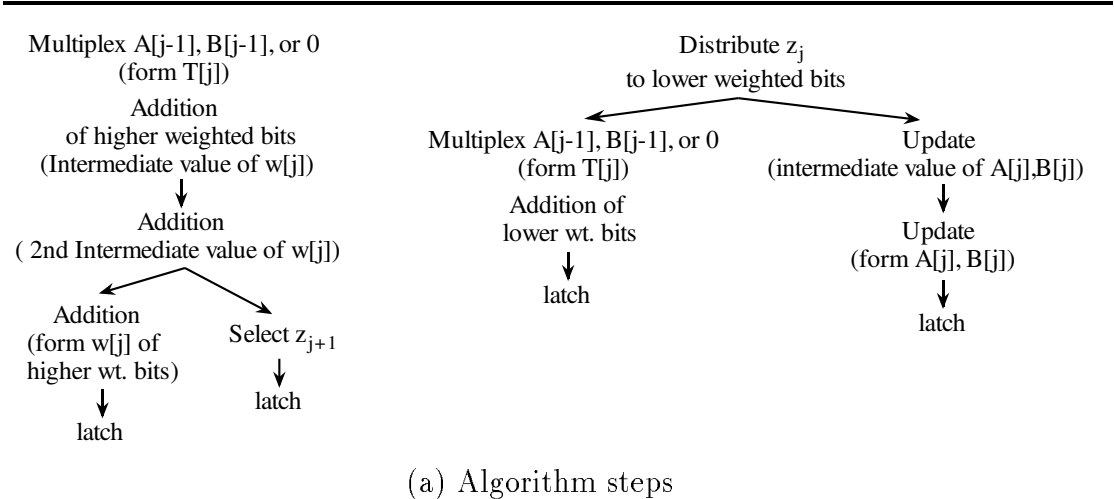 Multiplex A[j-1], B[j-1], or 0
(form T[j])
Addition
of higher weighted bits
(Intermediate value of w[j])
Addition
( 2nd Intermediate value of w[j])
Addition
(form w[j] of
higher wt. bits)
latch
Select z_{j+1}
latch
Distribute z_j
to lower weighted bits
Multiplex A[j-1], B[j-1], or 0
(form T[j])
Addition of
lower wt. bits
latch
Update
(intermediate value of A[j],B[j])
Update
(form A[j], B[j])
latch
(a) Algorithm steps